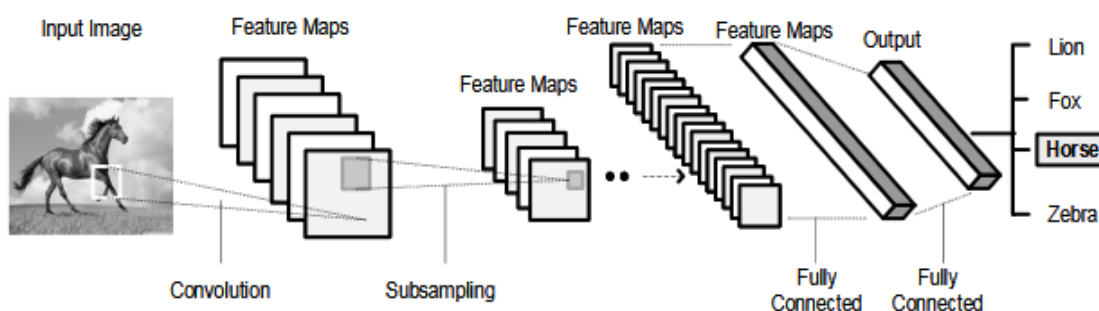 Input Image
Feature Maps
Feature Maps
Feature Maps
Feature Maps
Output
Lion
Fox
Horse
Zebra
Convolution
Subsampling
Fully
Connected
Fully
Connected